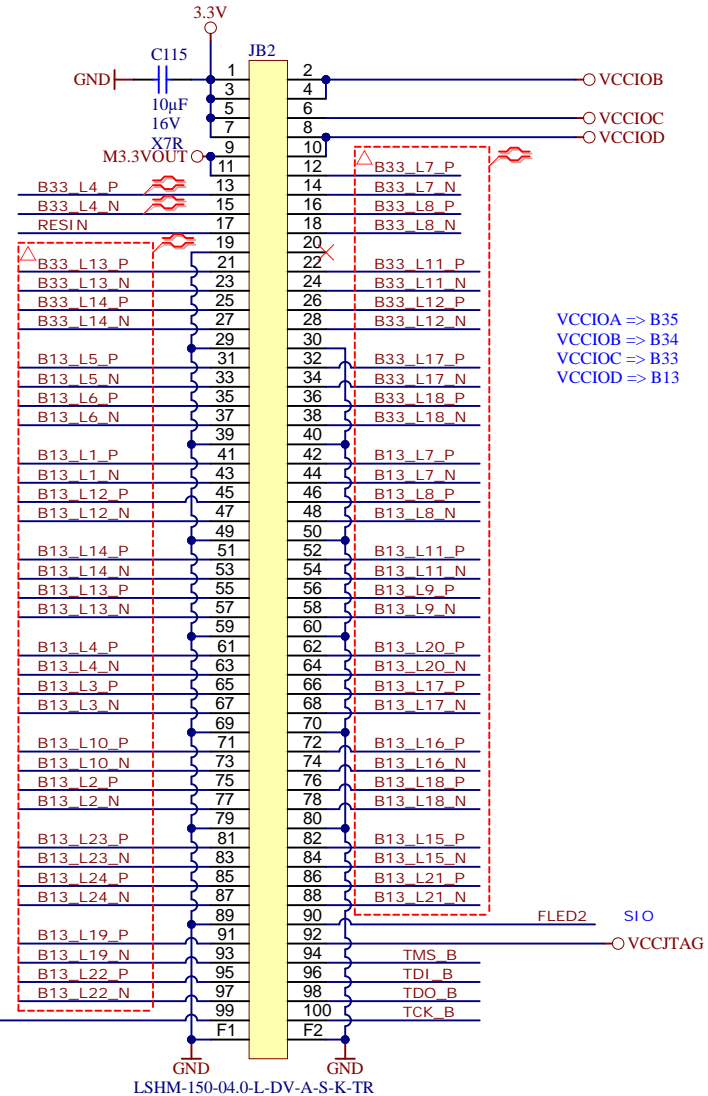 3.3V
C115
JB2
GND
10µF
16V
X7R
M3.3VOUT
1 2 VCCIOB
3 4
5 6 VCCIOC
7 8 VCCIOD
9 10
11 12 B33_L7_P
B33_L4_P 13 14 B33_L7_N
B33_L4_N 15 16 B33_L8_P
RESIN 17 18 B33_L8_N
19 20
B33_L13_P 21 22 B33_L11_P
B33_L13_N 23 24 B33_L11_N
B33_L14_P 25 26 B33_L12_P
B33_L14_N 27 28 B33_L12_N
29 30
B13_L5_P 31 32 B33_L17_P
B13_L5_N 33 34 B33_L17_N
B13_L6_P 35 36 B33_L18_P
B13_L6_N 37 38 B33_L18_N
39 40
B13_L1_P 41 42 B13_L7_P
B13_L1_N 43 44 B13_L7_N
B13_L12_P 45 46 B13_L8_P
B13_L12_N 47 48 B13_L8_N
49 50
B13_L14_P 51 52 B13_L11_P
B13_L14_N 53 54 B13_L11_N
B13_L13_P 55 56 B13_L9_P
B13_L13_N 57 58 B13_L9_N
59 60
B13_L4_P 61 62 B13_L20_P
B13_L4_N 63 64 B13_L20_N
B13_L3_P 65 66 B13_L17_P
B13_L3_N 67 68 B13_L17_N
69 70
B13_L10_P 71 72 B13_L16_P
B13_L10_N 73 74 B13_L16_N
B13_L2_P 75 76 B13_L18_P
B13_L2_N 77 78 B13_L18_N
79 80
B13_L23_P 81 82 B13_L15_P
B13_L23_N 83 84 B13_L15_N
B13_L24_P 85 86 B13_L21_P
B13_L24_N 87 88 B13_L21_N
89 90 FLED2 SIO
B13_L19_P 91 92 VCCJTAG
B13_L19_N 93 94 TMS_B
B13_L22_P 95 96 TDI_B
B13_L22_N 97 98 TDO_B
99 100 TCK_B
F1 F2
GND GND
LSHM-150-04.0-L-DV-A-S-K-TR
VCCIOA => B35
VCCIOB => B34
VCCIOC => B33
VCCIOD => B13